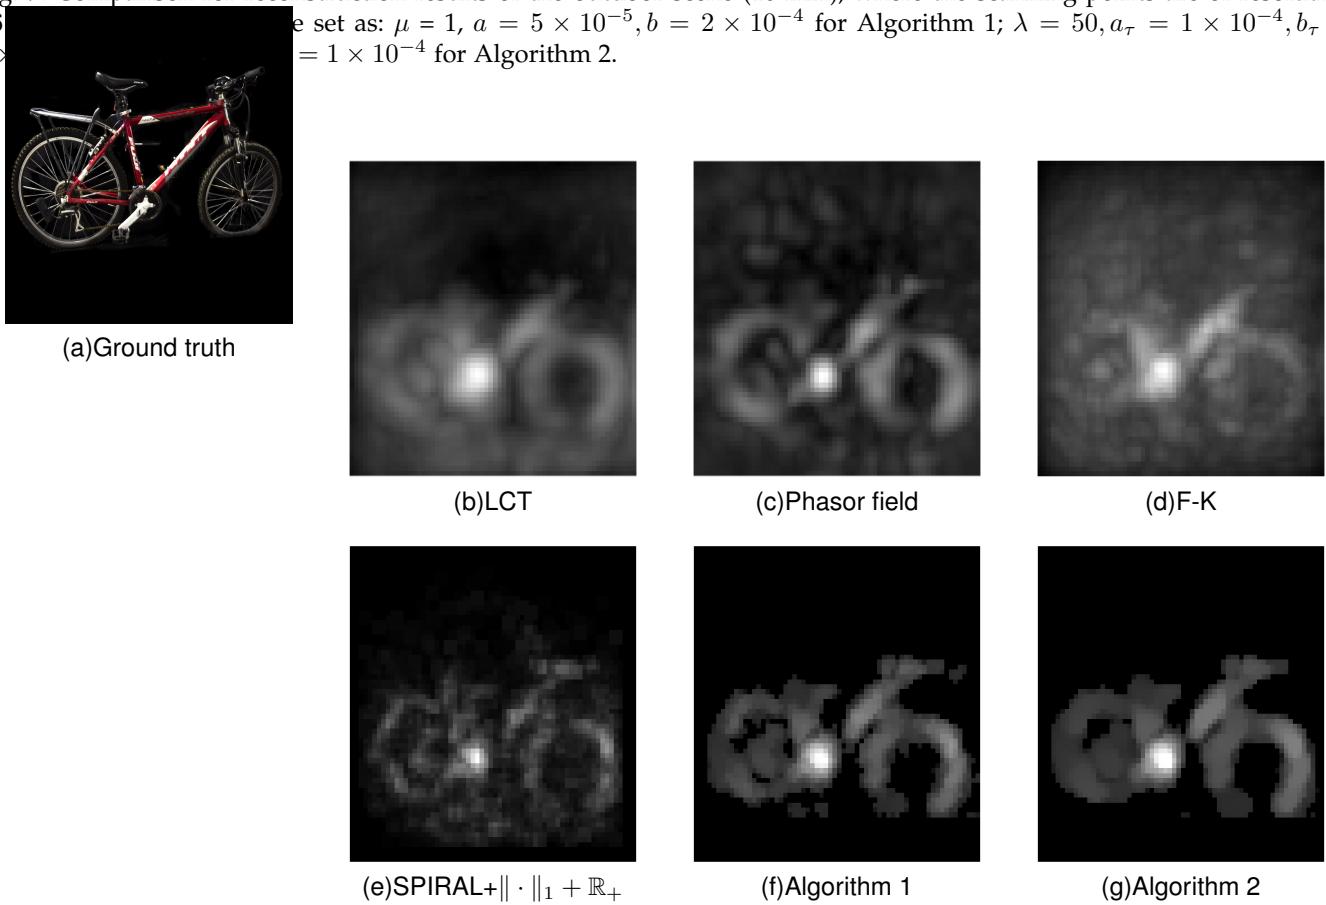 e set as: μ = 1, a = 5 × 10⁻⁵, b = 2 × 10⁻⁴ for Algorithm 1; λ = 50, a_τ = 1 × 10⁻⁴, b_τ
= 1 × 10⁻⁴ for Algorithm 2.
(a)Ground truth
(b)LCT
(c)Phasor field
(d)F-K
(e)SPIRAL+‖ · ‖₁ + ℝ₊
(f)Algorithm 1
(g)Algorithm 2